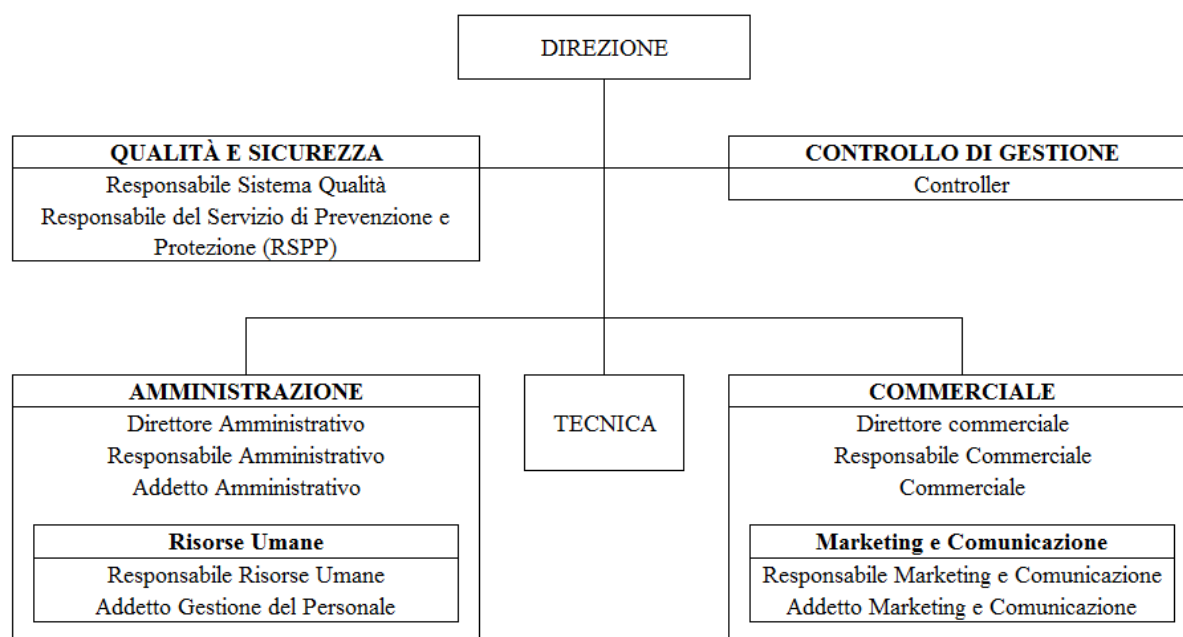 DIREZIONE
QUALITÀ E SICUREZZA
Responsabile Sistema Qualità
Responsabile del Servizio di Prevenzione e
Protezione (RSPP)
CONTROLLO DI GESTIONE
Controller
AMMINISTRAZIONE
Direttore Amministrativo
Responsabile Amministrativo
Addetto Amministrativo
Risorse Umane
Responsabile Risorse Umane
Addetto Gestione del Personale
TECNICA
COMMERCIALE
Direttore commerciale
Responsabile Commerciale
Commerciale
Marketing e Comunicazione
Responsabile Marketing e Comunicazione
Addetto Marketing e Comunicazione